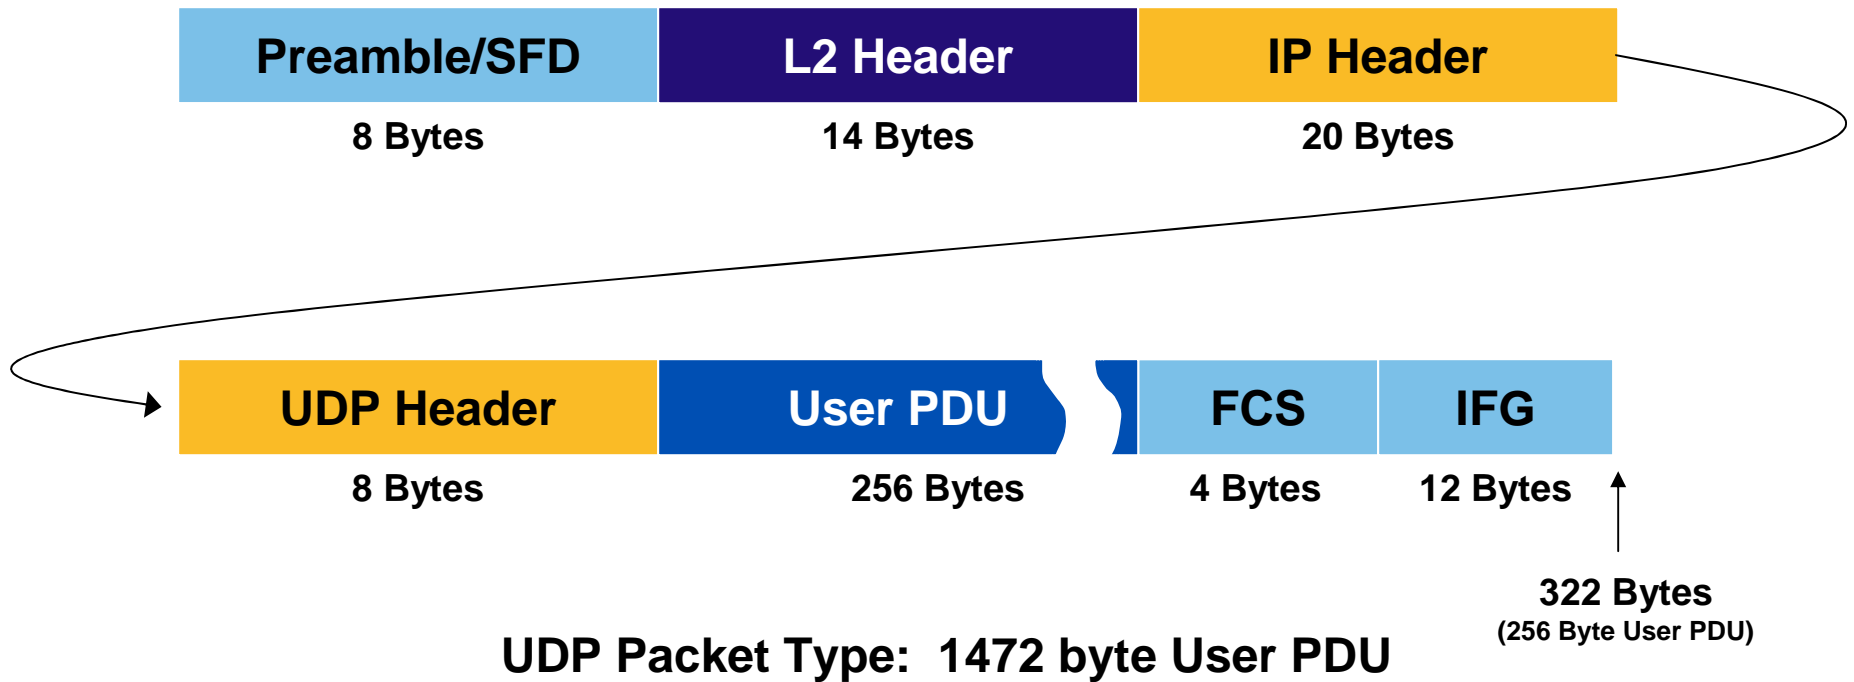 Preamble/SFD L2 Header IP Header
8 Bytes 14 Bytes 20 Bytes
UDP Header User PDU FCS IFG
8 Bytes 256 Bytes 4 Bytes 12 Bytes
322 Bytes
(256 Byte User PDU)
UDP Packet Type: 1472 byte User PDU